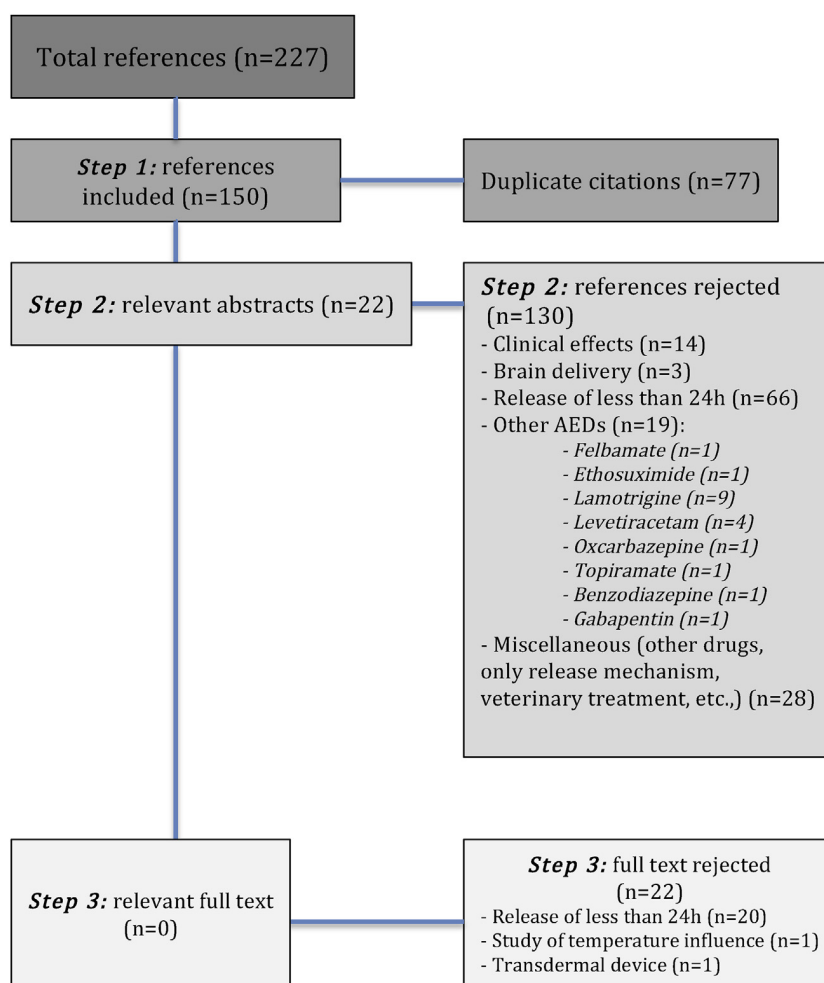 Total references (n=227)
Step 1: references
included (n=150)
Duplicate citations (n=77)
Step 2: relevant abstracts (n=22)
Step 2: references rejected
(n=130)
- Clinical effects (n=14)
- Brain delivery (n=3)
- Release of less than 24h (n=66)
- Other AEDs (n=19):
- Felbamate (n=1)
- Ethosuximide (n=1)
- Lamotrigine (n=9)
- Levetiracetam (n=4)
- Oxcarbazepine (n=1)
- Topiramate (n=1)
- Benzodiazepine (n=1)
- Gabapentin (n=1)
- Miscellaneous (other drugs,
only release mechanism,
veterinary treatment, etc.,) (n=28)
Step 3: relevant full text
(n=0)
Step 3: full text rejected
(n=22)
- Release of less than 24h (n=20)
- Study of temperature influence (n=1)
- Transdermal device (n=1)